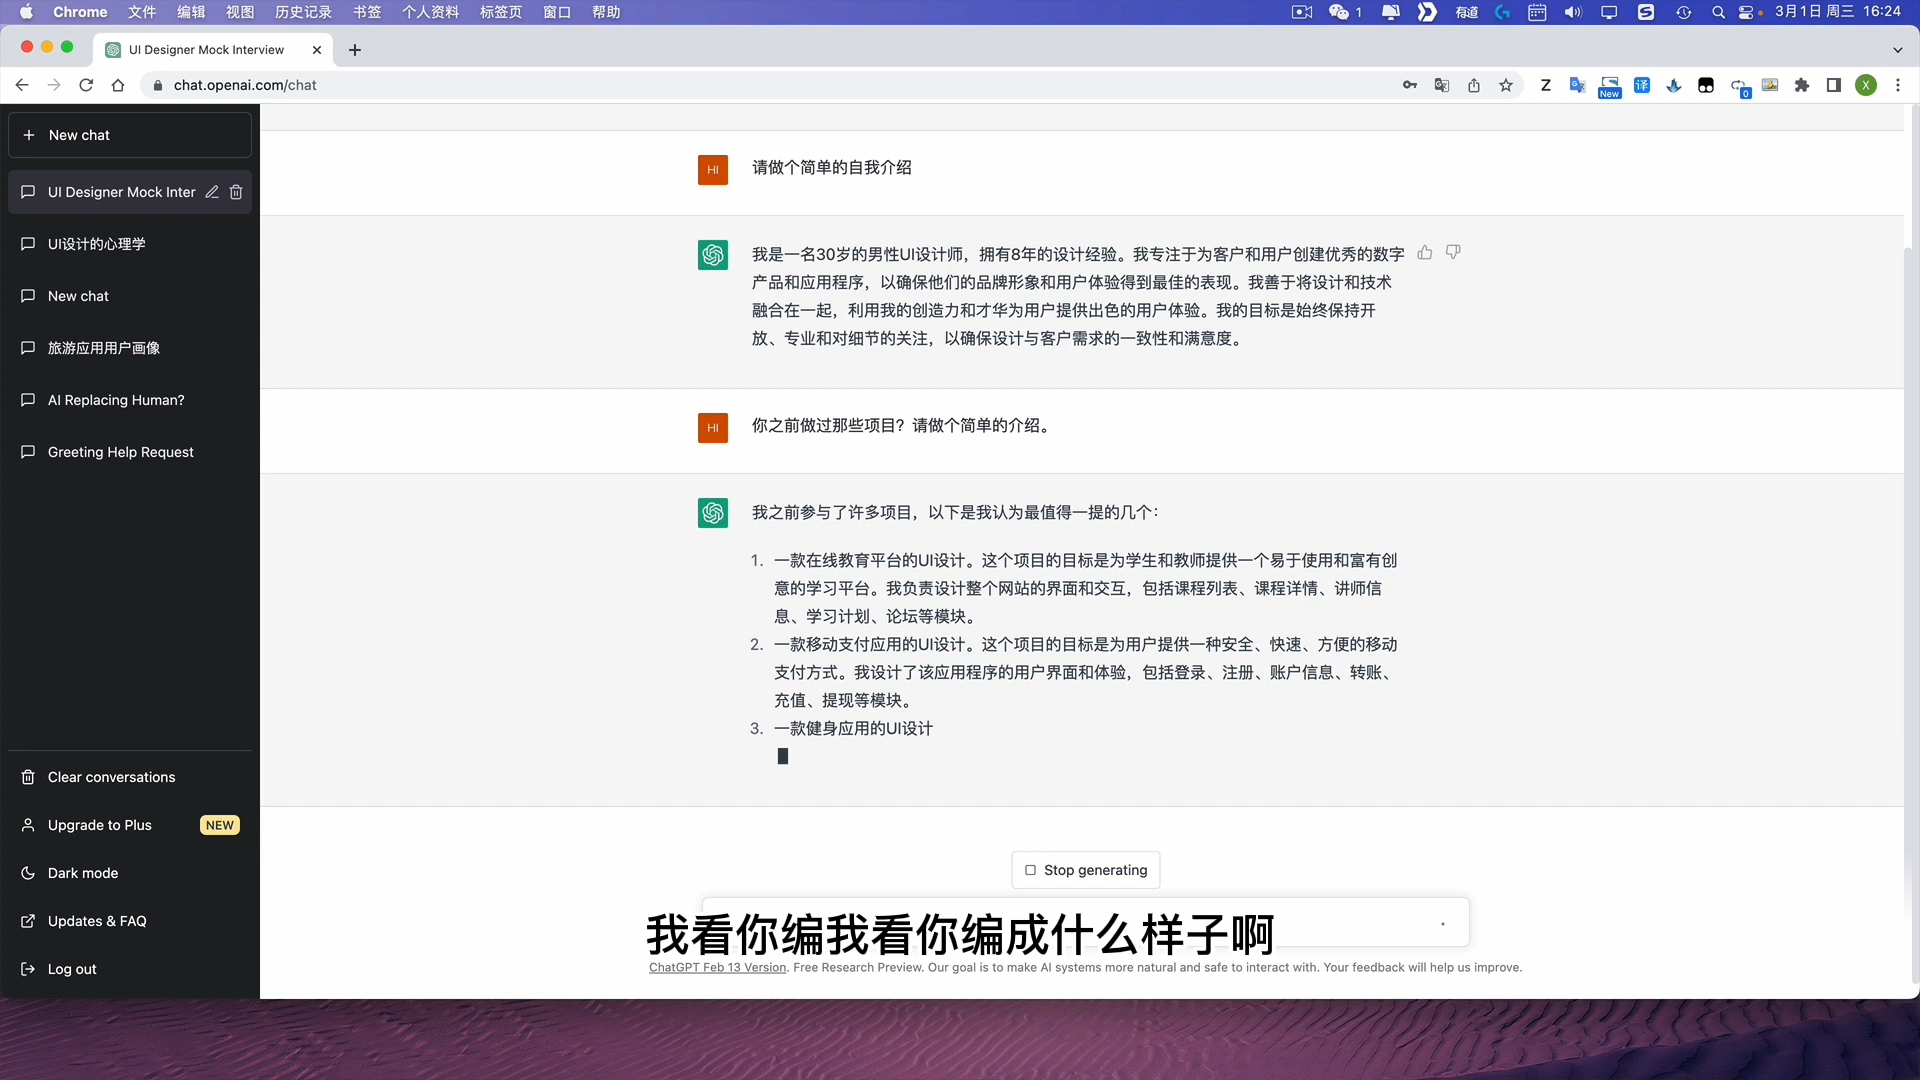 Chrome 文件 编辑 视图 历史记录 书签 个人资料 标签页 窗口 帮助 1 有道 3月1日 周三 16:24
UI Designer Mock Interview
chat.openai.com/chat
New
0
X
New chat
UI Designer Mock Inter
UI设计的心理学
New chat
旅游应用用户画像
AI Replacing Human?
Greeting Help Request
Clear conversations
Upgrade to Plus NEW
Dark mode
Updates & FAQ
Log out
HI 请做个简单的自我介绍
我是一名30岁的男性UI设计师，拥有8年的设计经验。我专注于为客户和用户创建优秀的数字
产品和应用程序，以确保他们的品牌形象和用户体验得到最佳的表现。我善于将设计和技术
融合在一起，利用我的创造力和才华为用户提供出色的用户体验。我的目标是始终保持开
放、专业和对细节的关注，以确保设计与客户需求的一致性和满意度。
HI 你之前做过那些项目？请做个简单的介绍。
我之前参与了许多项目，以下是我认为最值得一提的几个：
1. 一款在线教育平台的UI设计。这个项目的目标是为学生和教师提供一个易于使用和富有创
意的学习平台。我负责设计整个网站的界面和交互，包括课程列表、课程详情、讲师信
息、学习计划、论坛等模块。
2. 一款移动支付应用的UI设计。这个项目的目标是为用户提供一种安全、快速、方便的移动
支付方式。我设计了该应用程序的用户界面和体验，包括登录、注册、账户信息、转账、
充值、提现等模块。
3. 一款健身应用的UI设计
Stop generating
我看你编我看你编成什么样子啊
ChatGPT Feb 13 Version. Free Research Preview. Our goal is to make AI systems more natural and safe to interact with. Your feedback will help us improve.